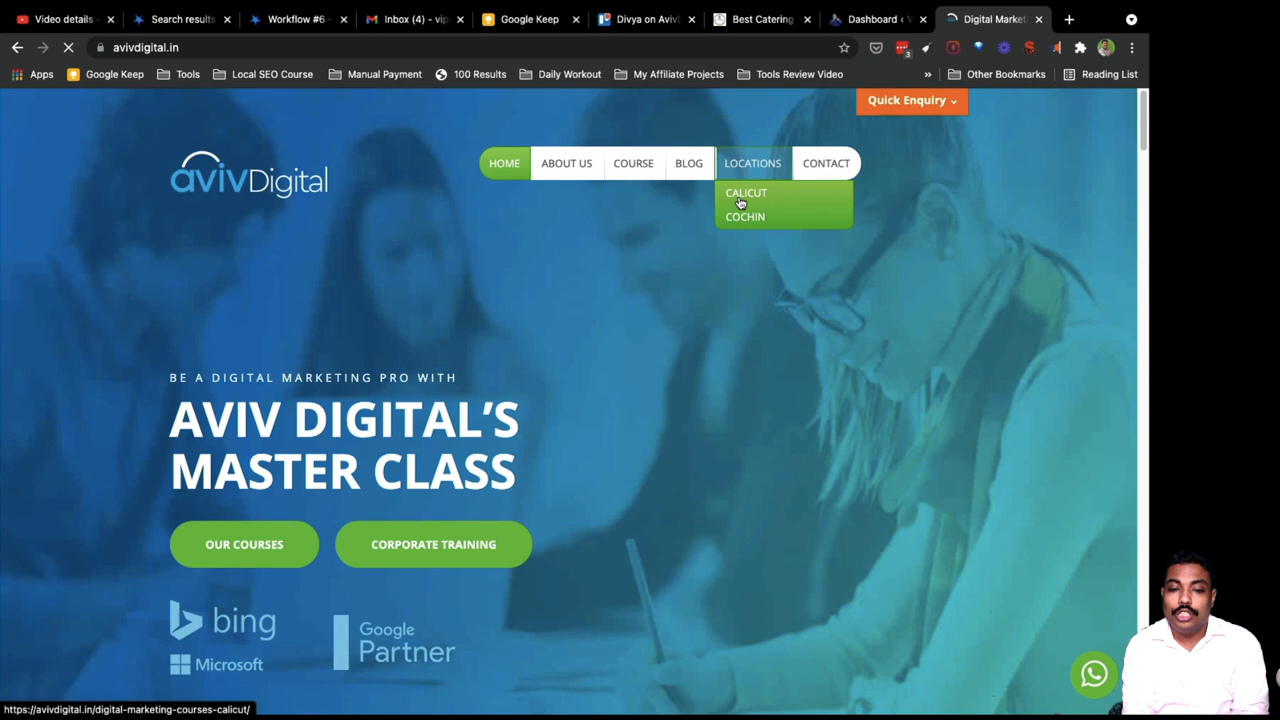 Video details -
Search results
Workflow #6 -
Inbox (4) - vip
Google Keep
Divya on Aviv
Best Catering
Dashboard ‹
Digital Market
avivdigital.in
3
Apps
Google Keep
Tools
Local SEO Course
Manual Payment
100 Results
Daily Workout
My Affiliate Projects
Tools Review Video
»
Other Bookmarks
Reading List
Quick Enquiry
avivDigital
HOME
ABOUT US
COURSE
BLOG
LOCATIONS
CONTACT
CALICUT
COCHIN
BE A DIGITAL MARKETING PRO WITH
AVIV DIGITAL’S
MASTER CLASS
OUR COURSES
CORPORATE TRAINING
bing
Microsoft
Google
Partner
https://avivdigital.in/digital-marketing-courses-calicut/